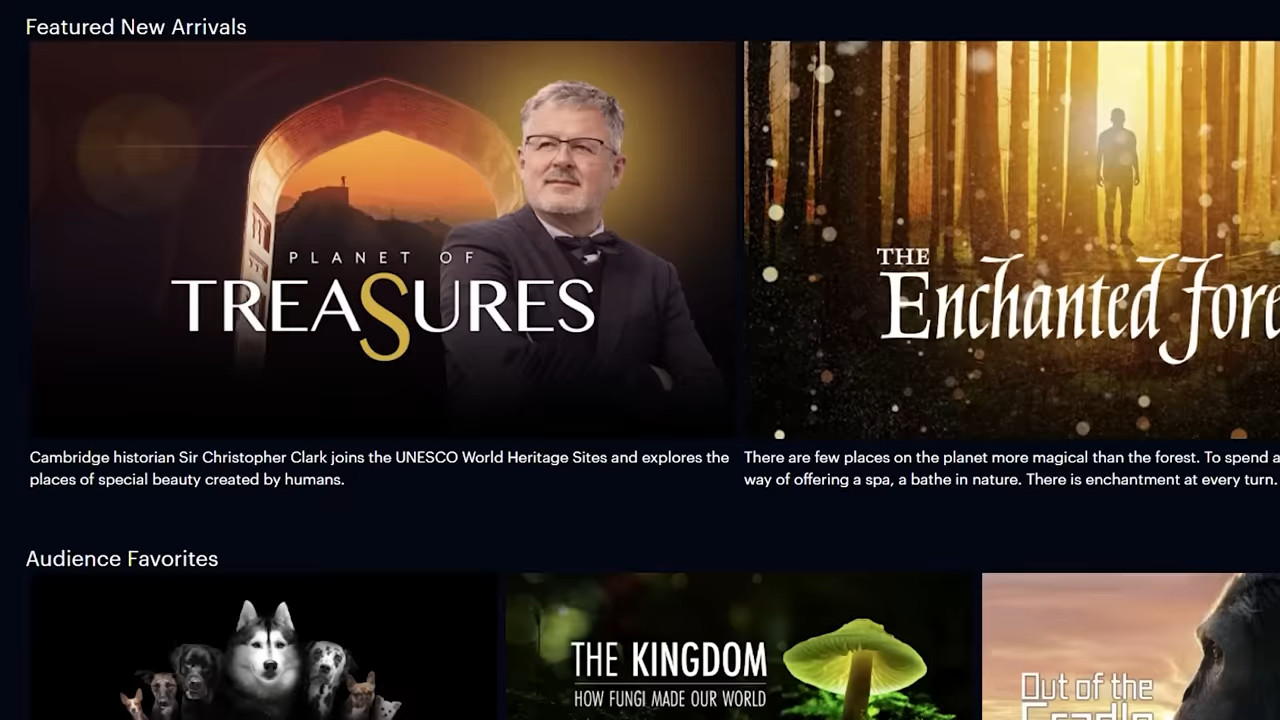 Featured New Arrivals
PLANET OF
TREASURES
THE
Enchanted Fore
Cambridge historian Sir Christopher Clark joins the UNESCO World Heritage Sites and explores the
places of special beauty created by humans.
There are few places on the planet more magical than the forest. To spend a
way of offering a spa, a bathe in nature. There is enchantment at every turn.
Audience Favorites
THE KINGDOM
HOW FUNGI MADE OUR WORLD
Out of the
Cradle